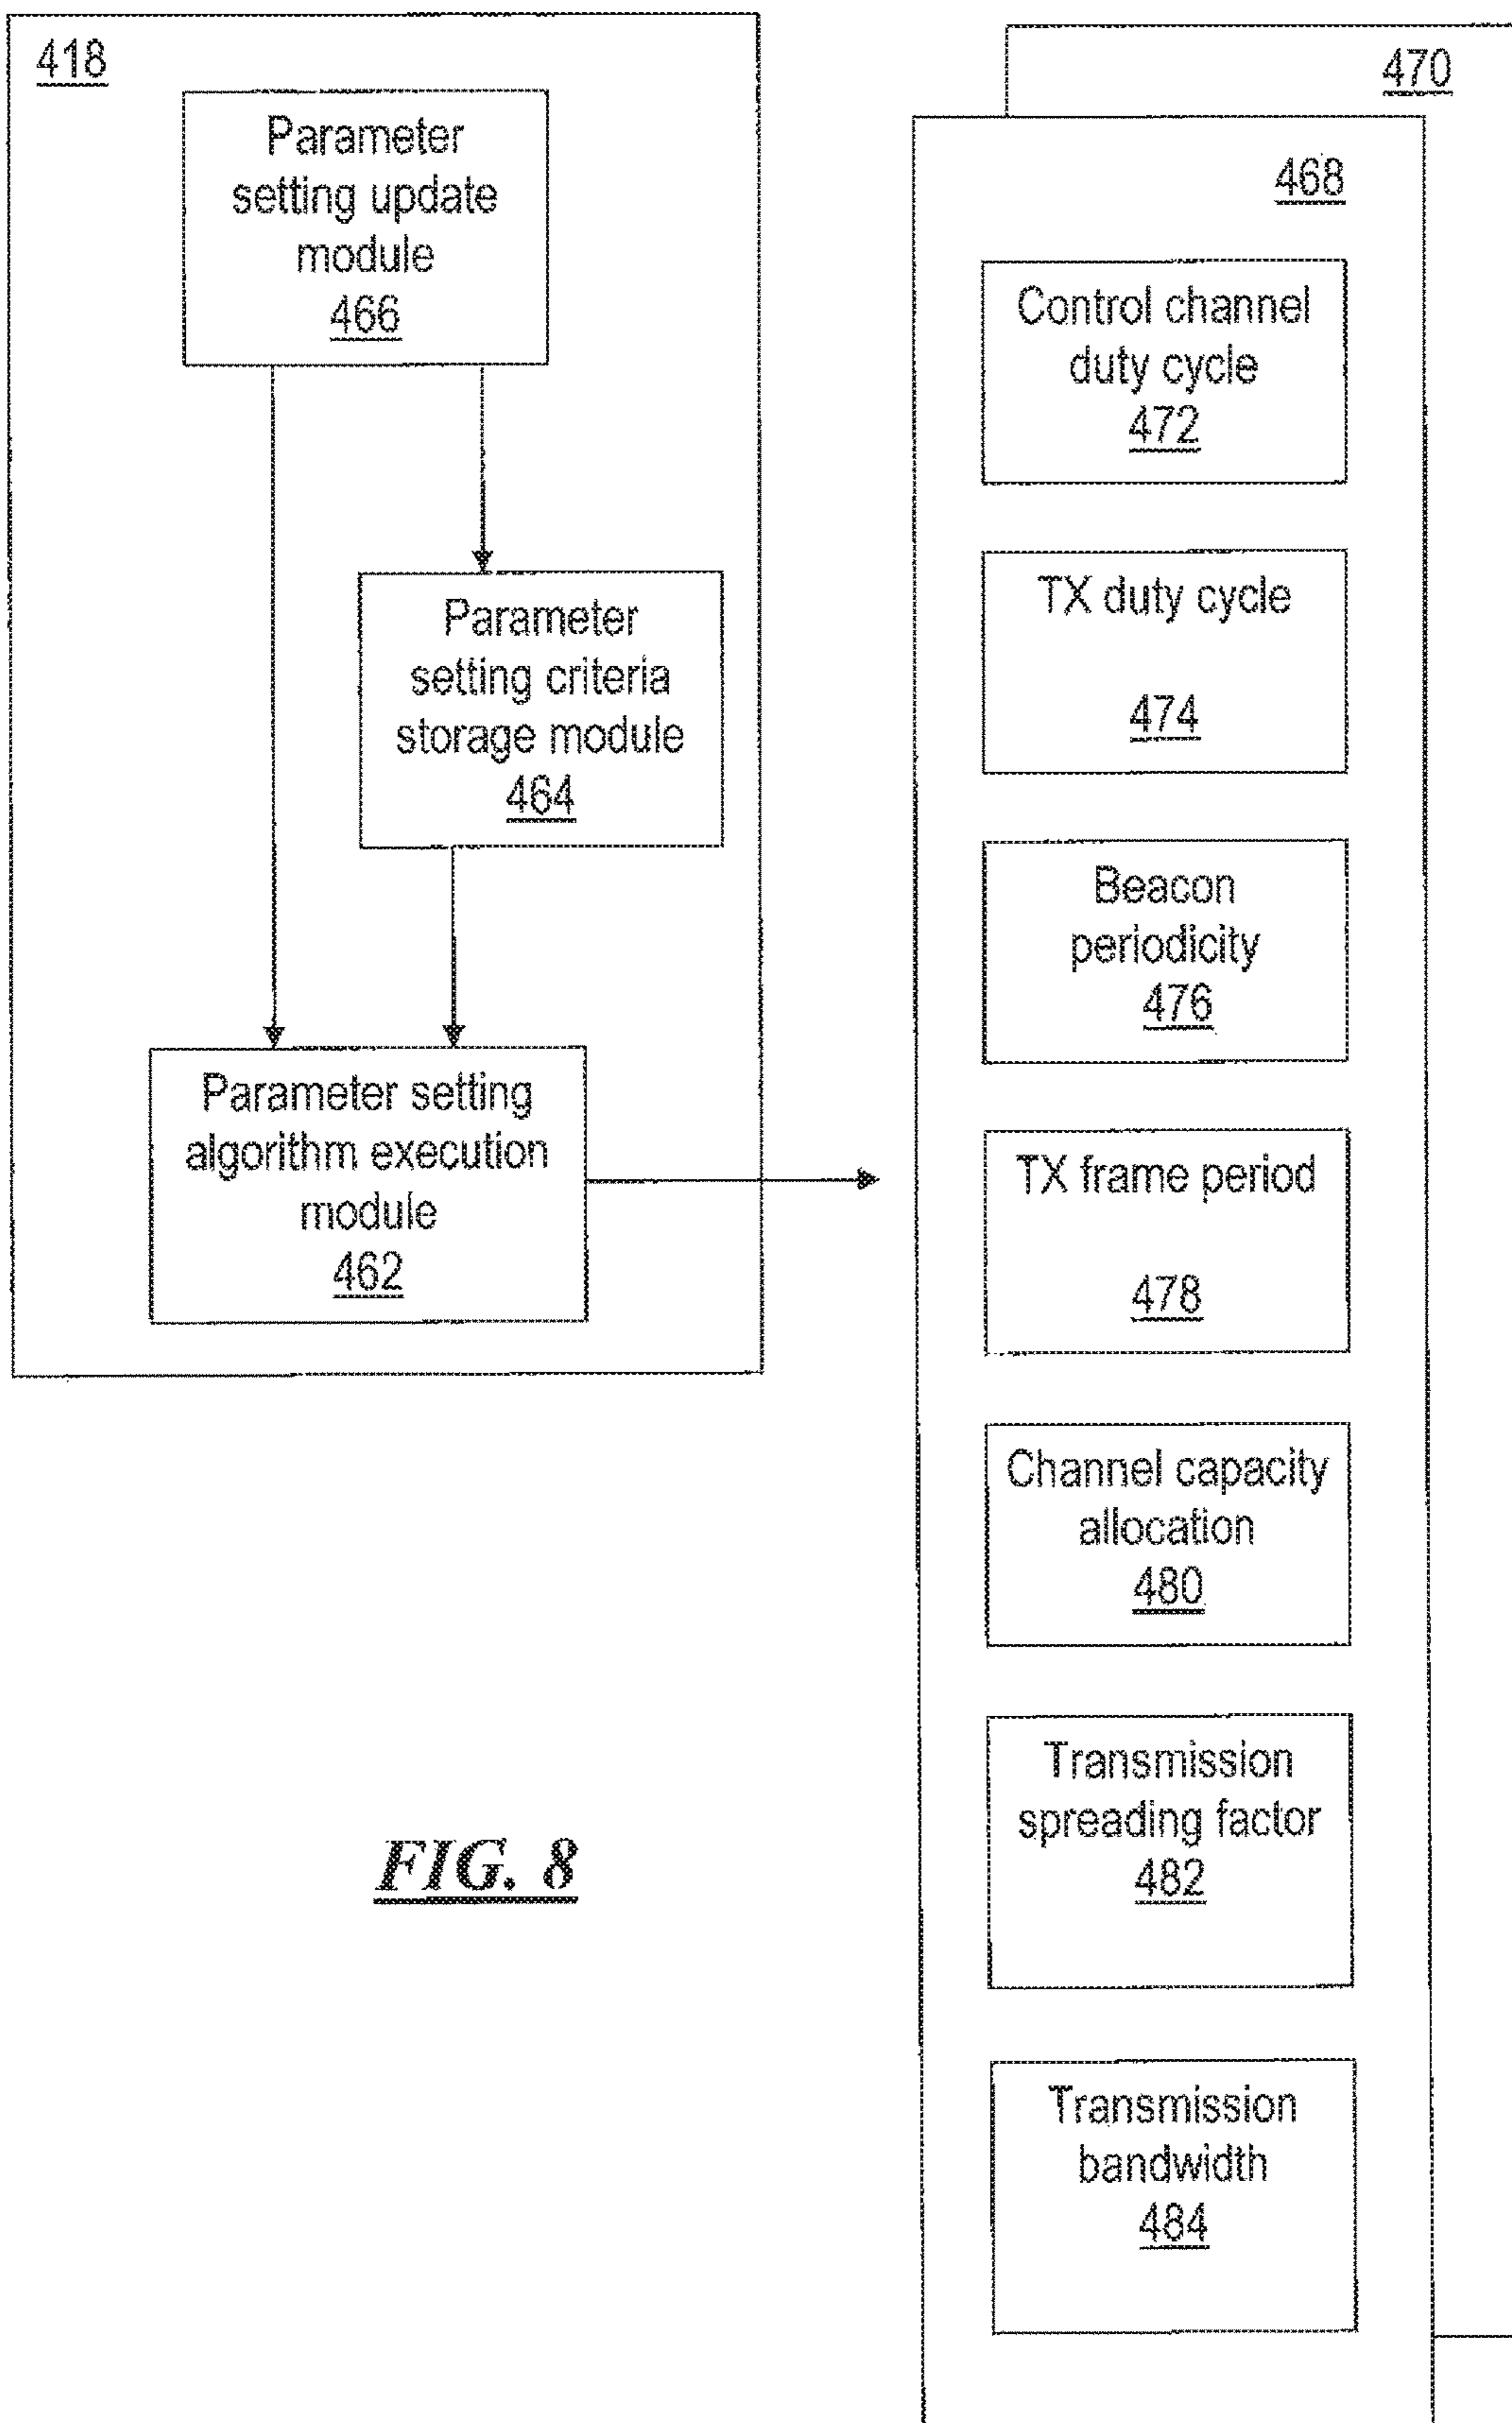 418
Parameter
setting update
module
466
Parameter
setting criteria
storage module
464
Parameter setting
algorithm execution
module
462
470
468
Control channel
duty cycle
472
TX duty cycle
474
Beacon
periodicity
476
TX frame period
478
Channel capacity
allocation
480
Transmission
spreading factor
482
Transmission
bandwidth
484
FIG. 8